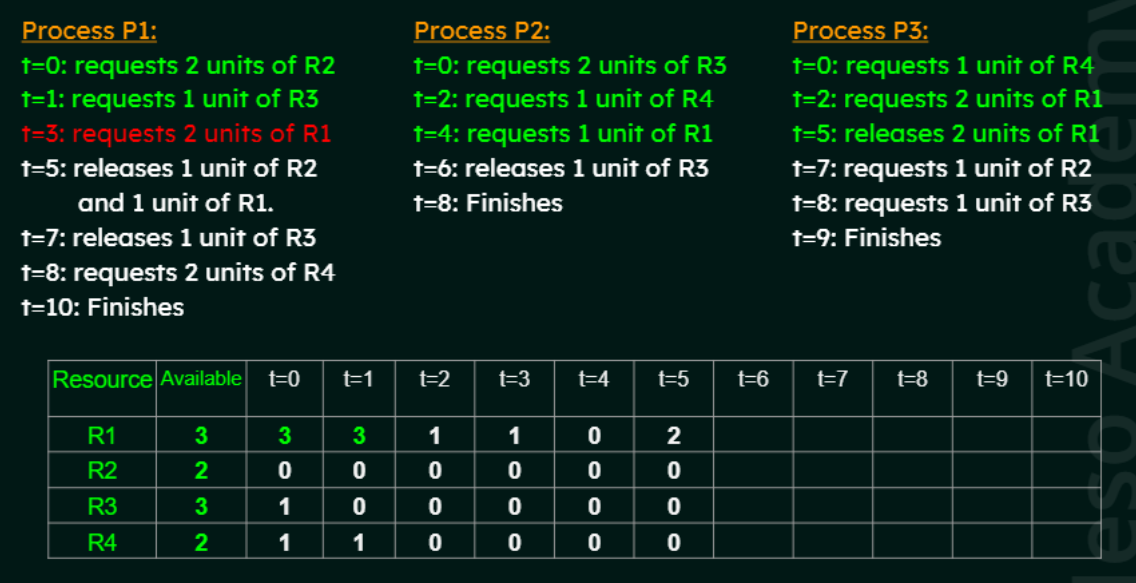 Process P1:
t=0: requests 2 units of R2
t=1: requests 1 unit of R3
t=3: requests 2 units of R1
t=5: releases 1 unit of R2
and 1 unit of R1.
t=7: releases 1 unit of R3
t=8: requests 2 units of R4
t=10: Finishes
Process P2:
t=0: requests 2 units of R3
t=2: requests 1 unit of R4
t=4: requests 1 unit of R1
t=6: releases 1 unit of R3
t=8: Finishes
Process P3:
t=0: requests 1 unit of R4
t=2: requests 2 units of R1
t=5: releases 2 units of R1
t=7: requests 1 unit of R2
t=8: requests 1 unit of R3
t=9: Finishes
Resource Available t=0 t=1 t=2 t=3 t=4 t=5 t=6 t=7 t=8 t=9 t=10
R1 3 3 3 1 1 0 2
R2 2 0 0 0 0 0 0
R3 3 1 0 0 0 0 0
R4 2 1 1 0 0 0 0